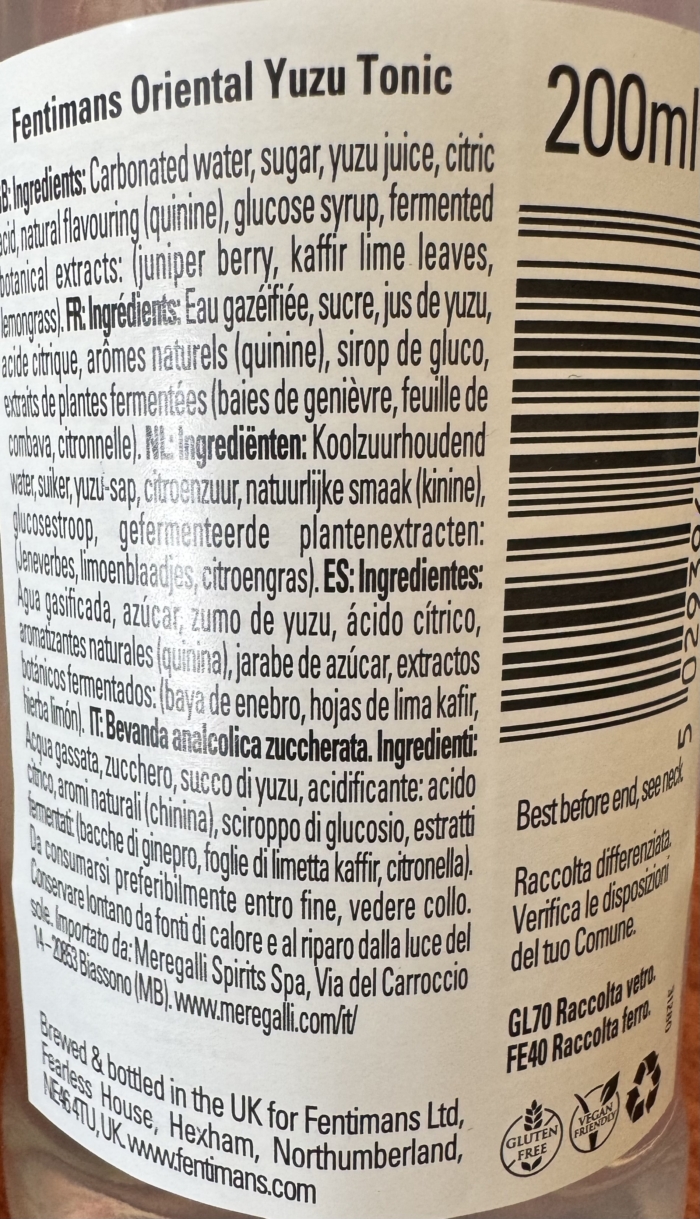 Fentimans Oriental Yuzu Tonic
200ml
B: Ingredients: Carbonated water, sugar, yuzu juice, citric
acid, natural flavouring (quinine), glucose syrup, fermented
botanical extracts: (juniper berry, kaffir lime leaves,
lemongrass). FR: Ingrédients: Eau gazéifiée, sucre, jus de yuzu,
acide citrique, arômes naturels (quinine), sirop de gluco,
extraits de plantes fermentées (baies de genièvre, feuille de
combava, citronnelle). NL: Ingrediënten: Koolzuurhoudend
water, suiker, yuzu-sap, citroenzuur, natuurlijke smaak (kinine),
glucosestroop, gefermenteerde plantenextracten:
(Jeneverbes, limoenblaadjes, citroengras). ES: Ingredientes:
Agua gasificada, azúcar, zumo de yuzu, ácido cítrico,
aromatizantes naturales (quinina), jarabe de azúcar, extractos
botánicos fermentados: (baya de enebro, hojas de lima kafir,
hierba limón). IT: Bevanda analcolica zuccherata. Ingredienti:
Acqua gassata, zucchero, succo di yuzu, acidificante: acido
citrico, aromi naturali (chinina), sciroppo di glucosio, estratti
fermentati: (bacche di ginepro, foglie di limetta kaffir, citronella).
Da consumarsi preferibilmente entro fine, vedere collo.
Conservare lontano da fonti di calore e al riparo dalla luce del
sole. Importato da: Meregalli Spirits Spa, Via del Carroccio
14 - 20853 Biassono (MB). www.meregalli.com/it/
Brewed & bottled in the UK for Fentimans Ltd,
Fearless House, Hexham, Northumberland,
NE46 4TU, UK. www.fentimans.com
5 02939
Best before end, see neck.
Raccolta differenziata.
Verifica le disposizioni
del tuo Comune.
GL70 Raccolta vetro.
FE40 Raccolta ferro.
GLUTEN
FREE
VEGAN
FRIENDLY